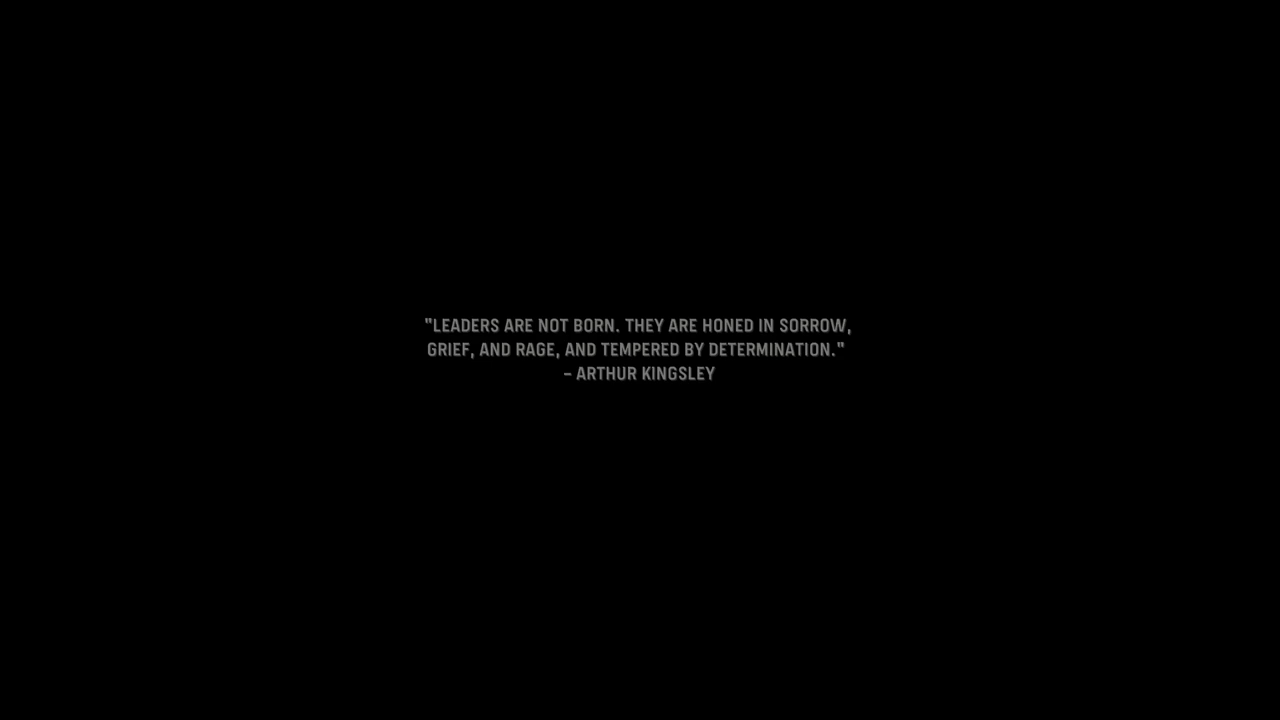 "LEADERS ARE NOT BORN. THEY ARE HONED IN SORROW,
GRIEF, AND RAGE, AND TEMPERED BY DETERMINATION."
– ARTHUR KINGSLEY